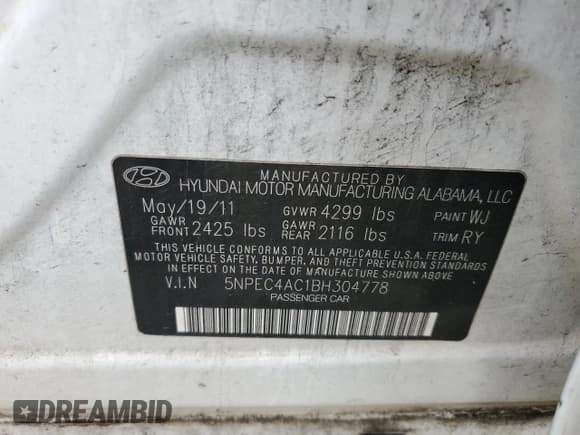 MANUFACTURED BY
HYUNDAI MOTOR MANUFACTURING ALABAMA, LLC
May/19/11 GVWR 4299 lbs PAINT WJ
GAWR FRONT 2425 lbs GAWR REAR 2116 lbs TRIM RY
THIS VEHICLE CONFORMS TO ALL APPLICABLE U.S.A. FEDERAL
MOTOR VEHICLE SAFETY, BUMPER, AND THEFT PREVENTION STANDARDS
IN EFFECT ON THE DATE OF MANUFACTURE SHOWN ABOVE
V.I.N 5NPEC4AC1BH304778
PASSENGER CAR
DREAMBID